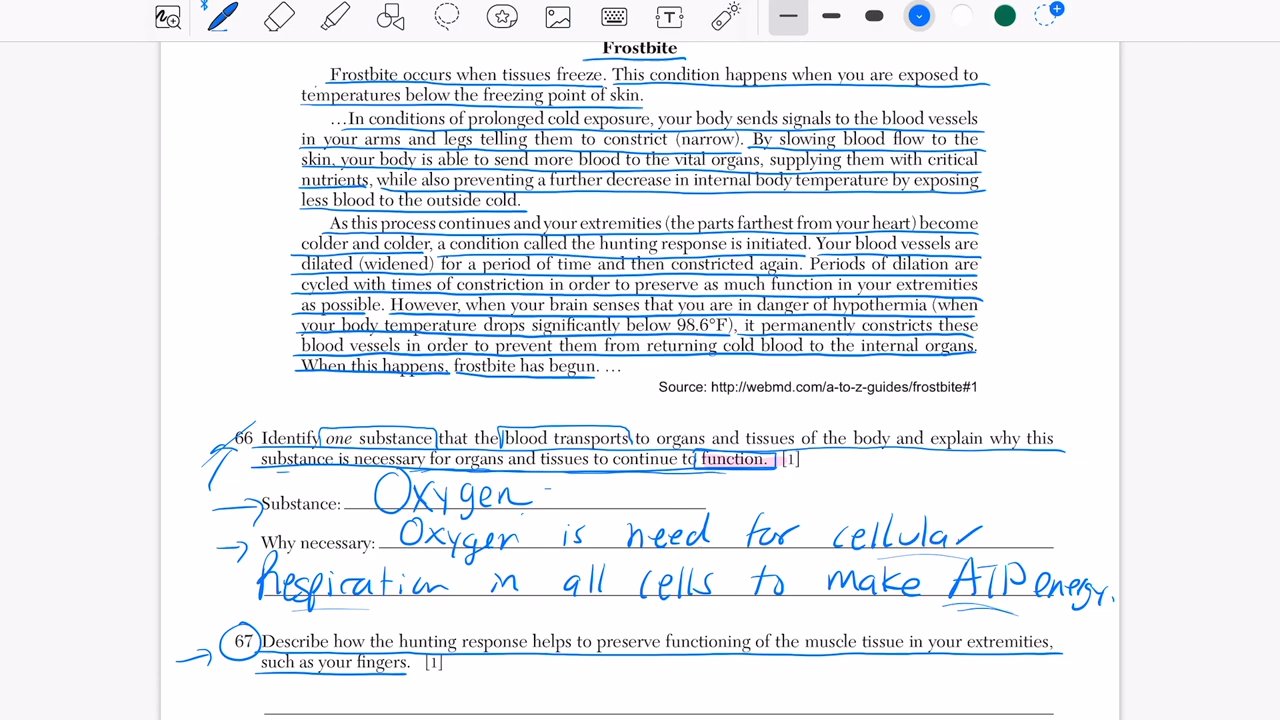 Frostbite
Frostbite occurs when tissues freeze. This condition happens when you are exposed to
temperatures below the freezing point of skin.
…In conditions of prolonged cold exposure, your body sends signals to the blood vessels
in your arms and legs telling them to constrict (narrow). By slowing blood flow to the
skin, your body is able to send more blood to the vital organs, supplying them with critical
nutrients, while also preventing a further decrease in internal body temperature by exposing
less blood to the outside cold.
As this process continues and your extremities (the parts farthest from your heart) become
colder and colder, a condition called the hunting response is initiated. Your blood vessels are
dilated (widened) for a period of time and then constricted again. Periods of dilation are
cycled with times of constriction in order to preserve as much function in your extremities
as possible. However, when your brain senses that you are in danger of hypothermia (when
your body temperature drops significantly below 98.6°F), it permanently constricts these
blood vessels in order to prevent them from returning cold blood to the internal organs.
When this happens, frostbite has begun. …
Source: http://webmd.com/a-to-z-guides/frostbite#1
66 Identify one substance that the blood transports to organs and tissues of the body and explain why this
substance is necessary for organs and tissues to continue to function. [1]
Substance: Oxygen -
Why necessary: Oxygen is need for cellular
Respiration in all cells to make ATP energy.
67 Describe how the hunting response helps to preserve functioning of the muscle tissue in your extremities,
such as your fingers. [1]